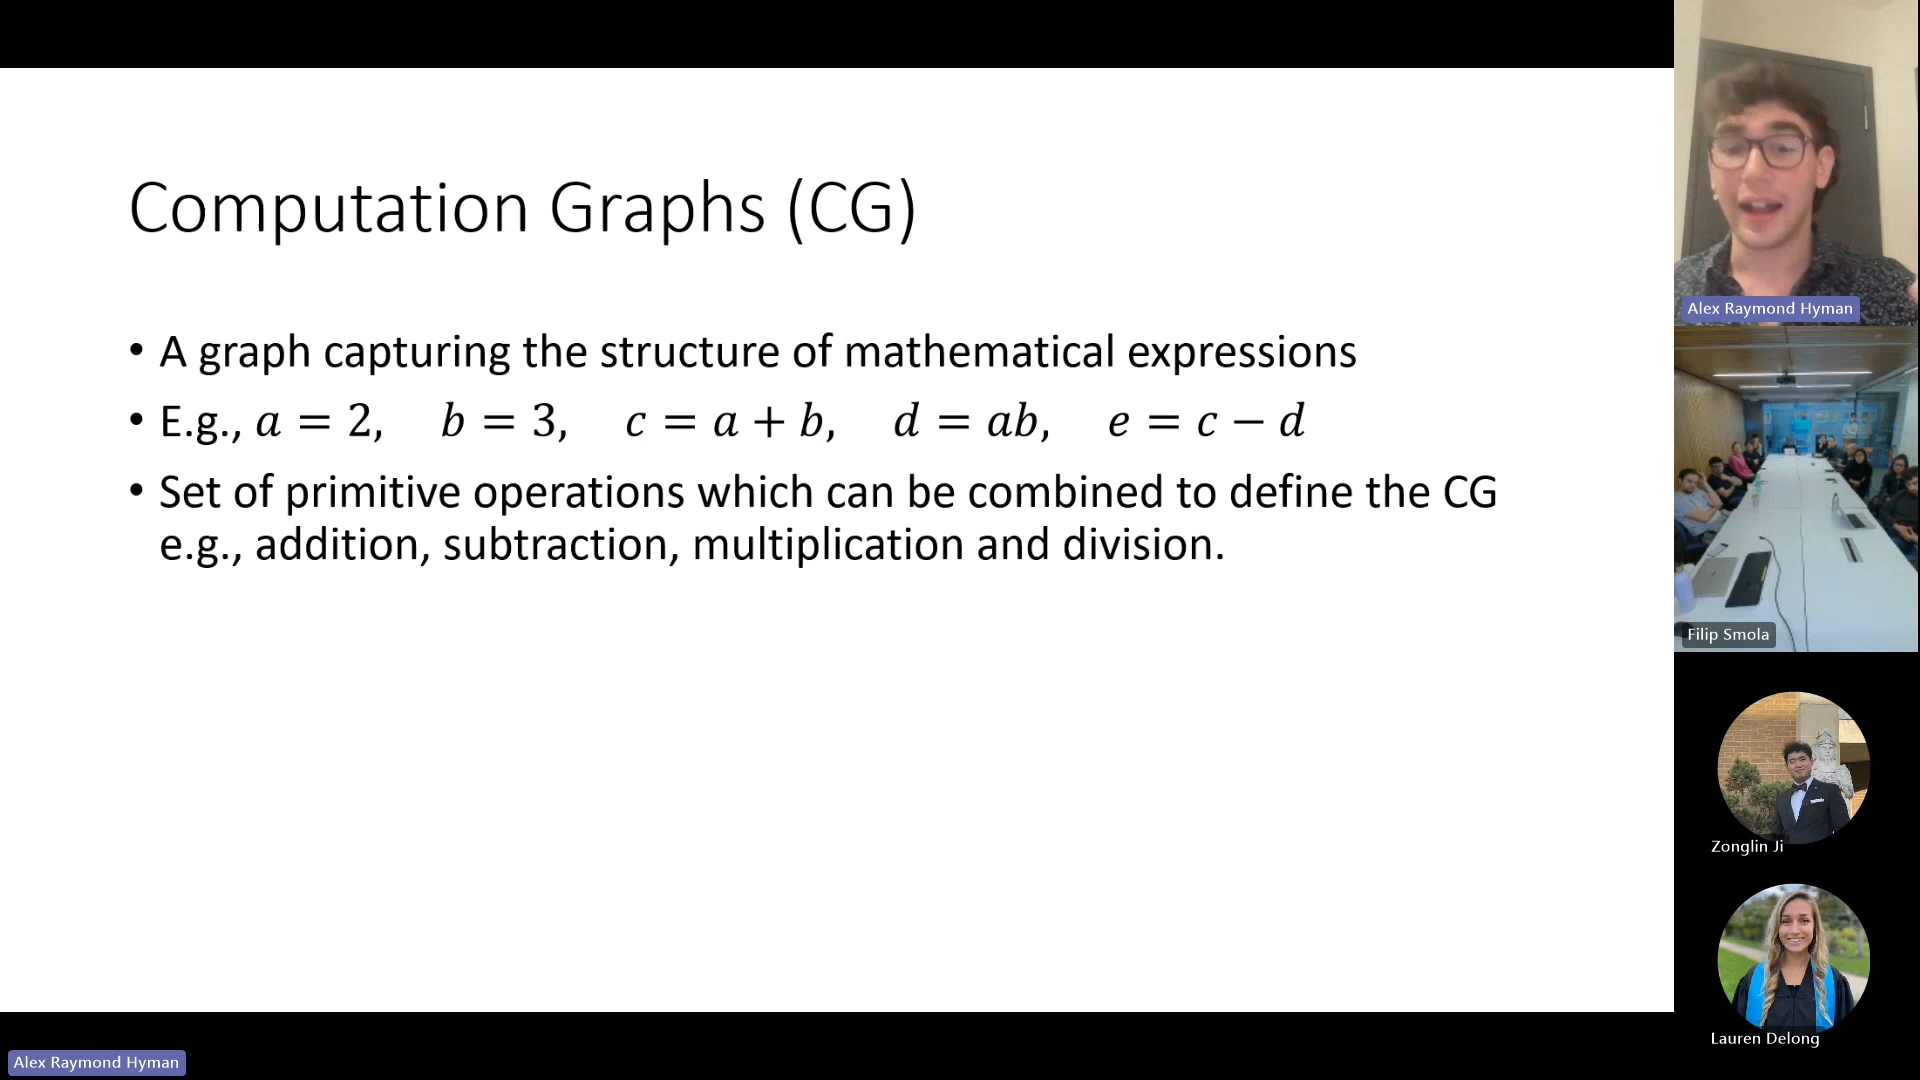 Computation Graphs (CG)
• A graph capturing the structure of mathematical expressions
• E.g., a = 2, b = 3, c = a + b, d = ab, e = c − d
• Set of primitive operations which can be combined to define the CG
e.g., addition, subtraction, multiplication and division.
Alex Raymond Hyman
Filip Smola
Zonglin Ji
Lauren Delong
Alex Raymond Hyman